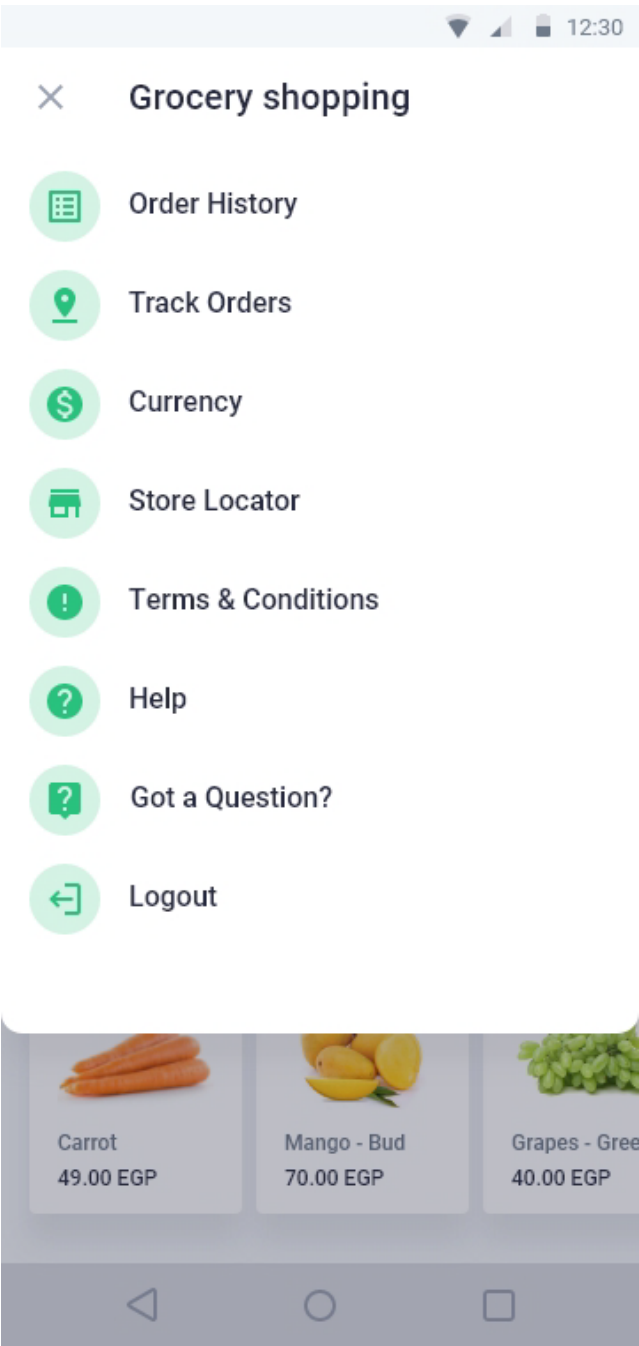 12:30
Grocery shopping
Order History
Track Orders
Currency
Store Locator
Terms & Conditions
Help
Got a Question?
Logout
Carrot
Mango - Bud
Grapes - Gree
49.00 EGP
70.00 EGP
40.00 EGP